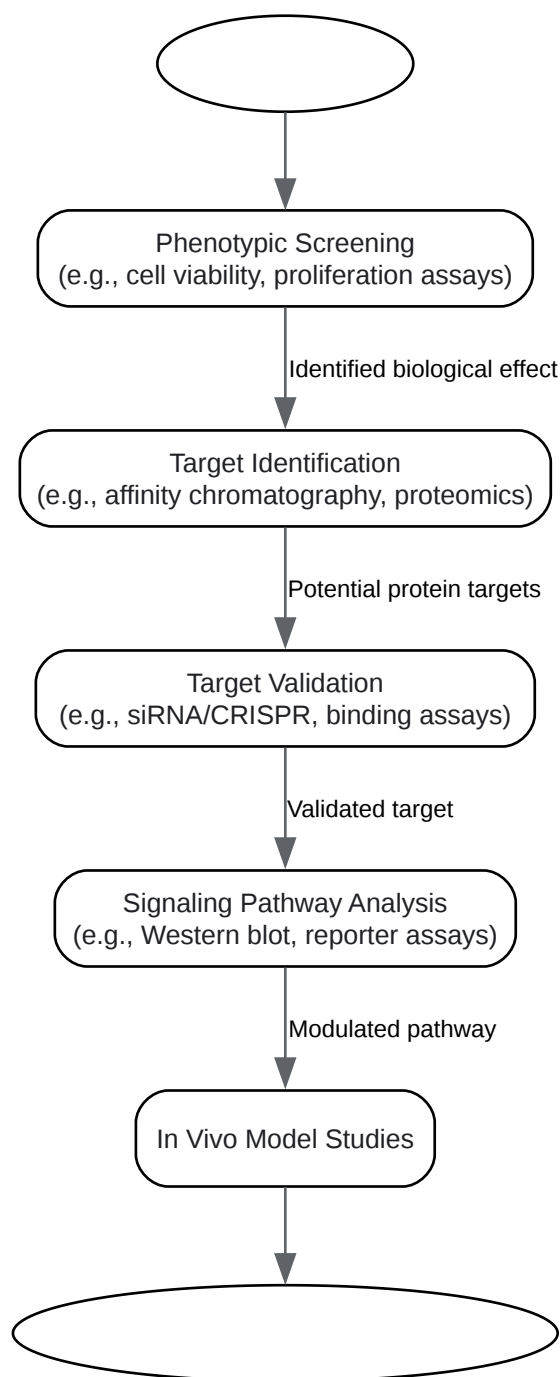 Phenotypic Screening
(e.g., cell viability, proliferation assays)
Identified biological effect
Target Identification
(e.g., affinity chromatography, proteomics)
Potential protein targets
Target Validation
(e.g., siRNA/CRISPR, binding assays)
Validated target
Signaling Pathway Analysis
(e.g., Western blot, reporter assays)
Modulated pathway
In Vivo Model Studies